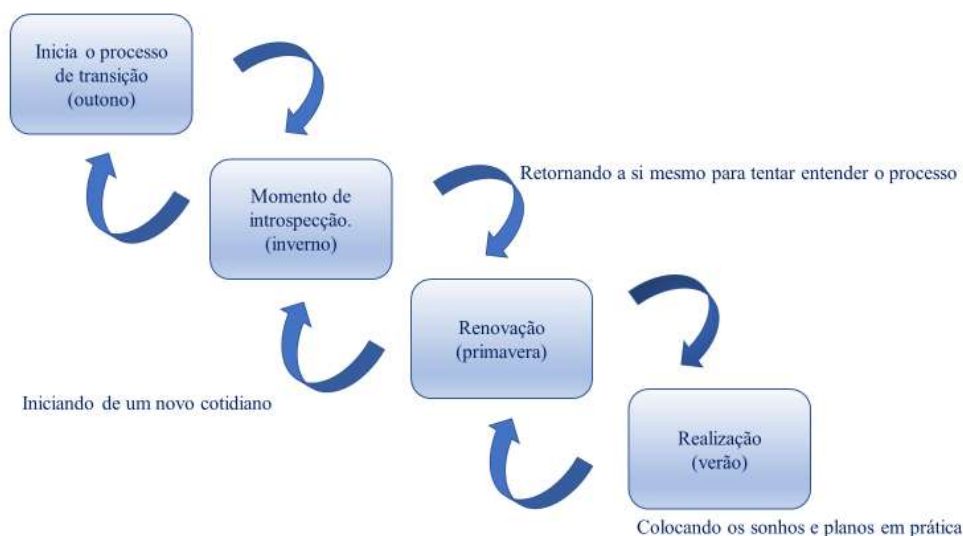 Inicia o processo
de transição
(outono)
Retornando a si mesmo para tentar entender o processo
Momento de
introspecção.
(inverno)
Renovação
(primavera)
Iniciando de um novo cotidiano
Realização
(verão)
Colocando os sonhos e planos em prática